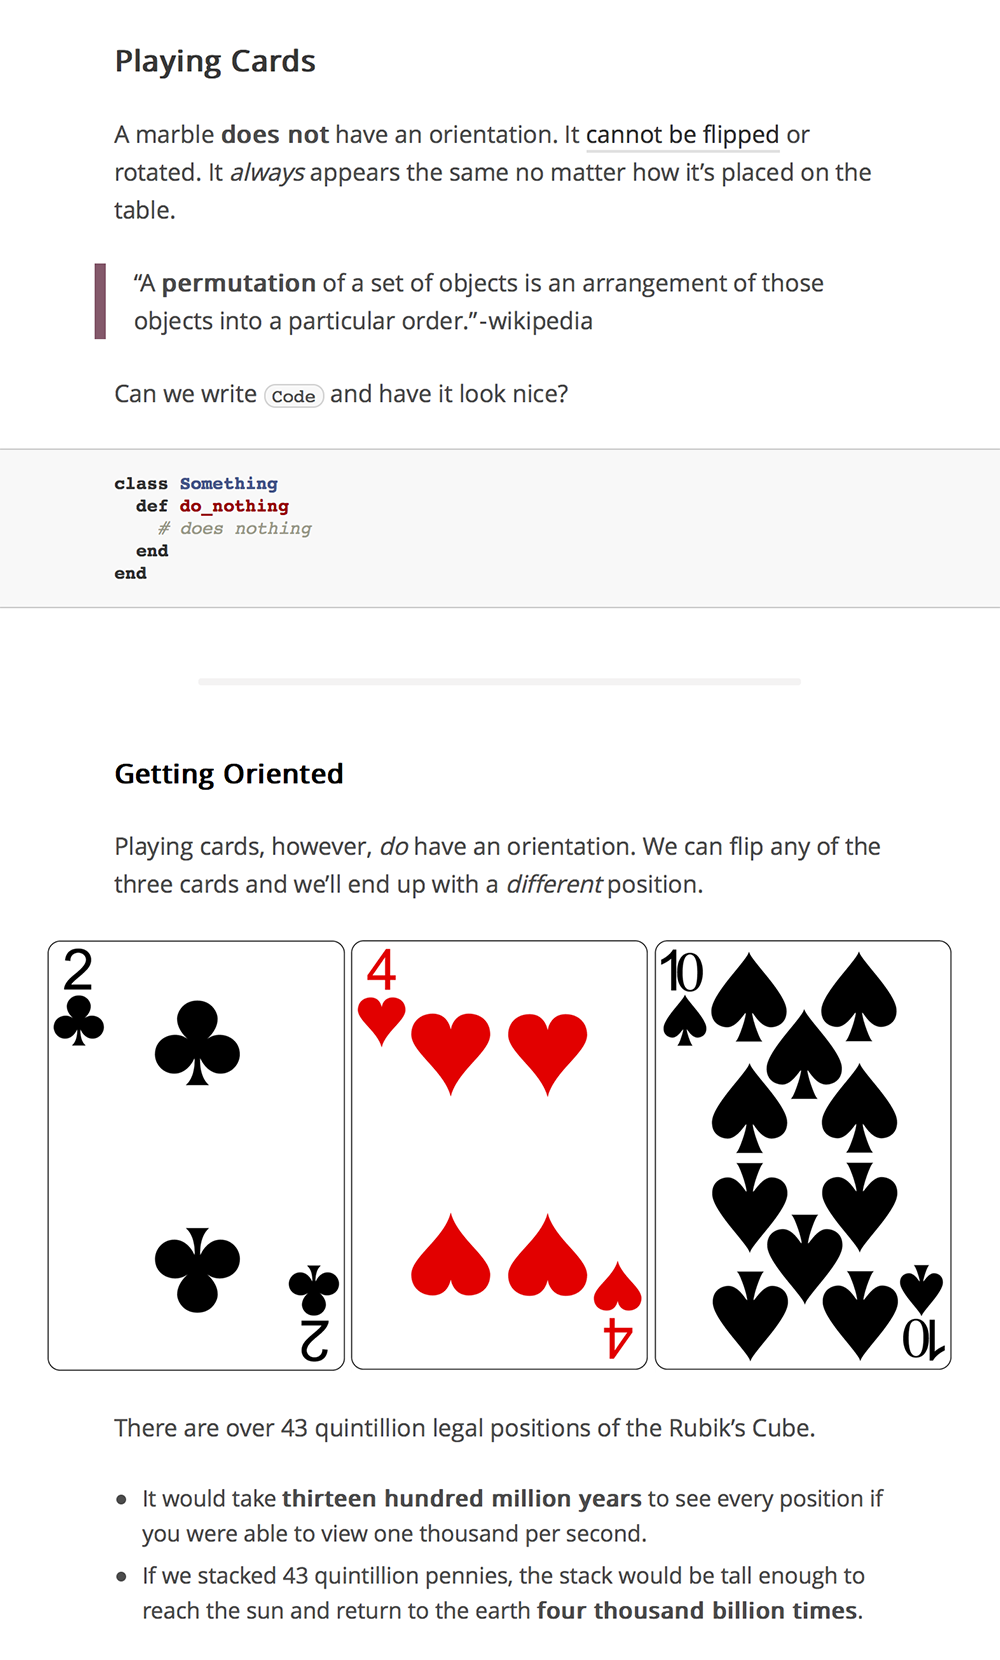 Playing Cards
A marble does not have an orientation. It cannot be flipped or
rotated. It always appears the same no matter how it’s placed on the
table.
“A permutation of a set of objects is an arrangement of those
objects into a particular order.”-wikipedia
Can we write Code and have it look nice?
class Something
  def do_nothing
    # does nothing
  end
end
Getting Oriented
Playing cards, however, do have an orientation. We can flip any of the
three cards and we’ll end up with a different position.
2
4
10
2
4
10
There are over 43 quintillion legal positions of the Rubik’s Cube.
• It would take thirteen hundred million years to see every position if
you were able to view one thousand per second.
• If we stacked 43 quintillion pennies, the stack would be tall enough to
reach the sun and return to the earth four thousand billion times.